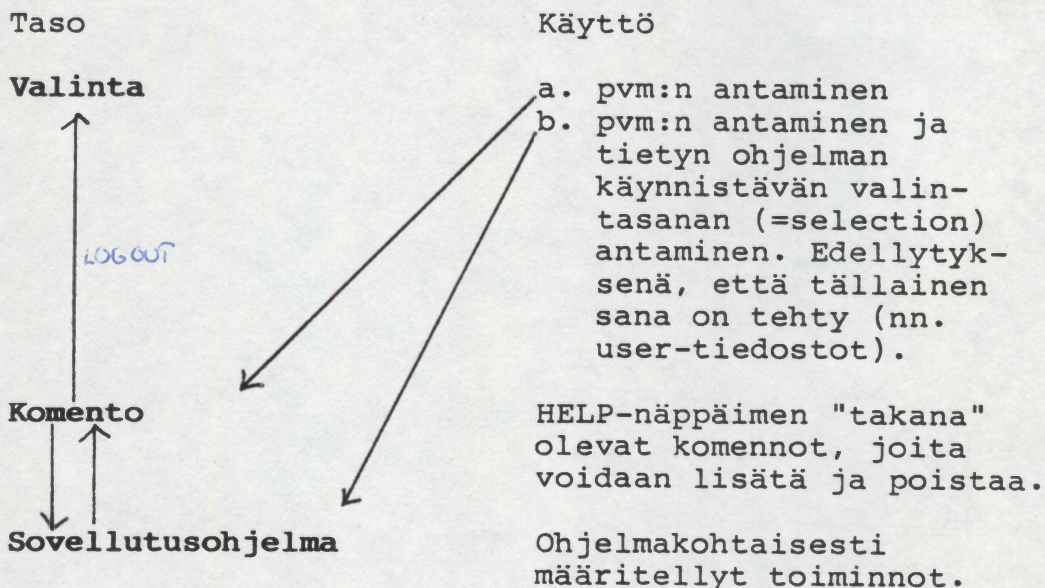 Taso
Käyttö
Valinta
a. pvm:n antaminen
b. pvm:n antaminen ja
tietyn ohjelman
käynnistävän valin-
tasanan (=selection)
antaminen. Edellytyk-
senä, että tällainen
sana on tehty (nn.
user-tiedostot).
LOGOUT
Komento
HELP-näppäimen "takana"
olevat komennot, joita
voidaan lisätä ja poistaa.
Sovellutusohjelma
Ohjelmakohtaisesti
määritellyt toiminnot.